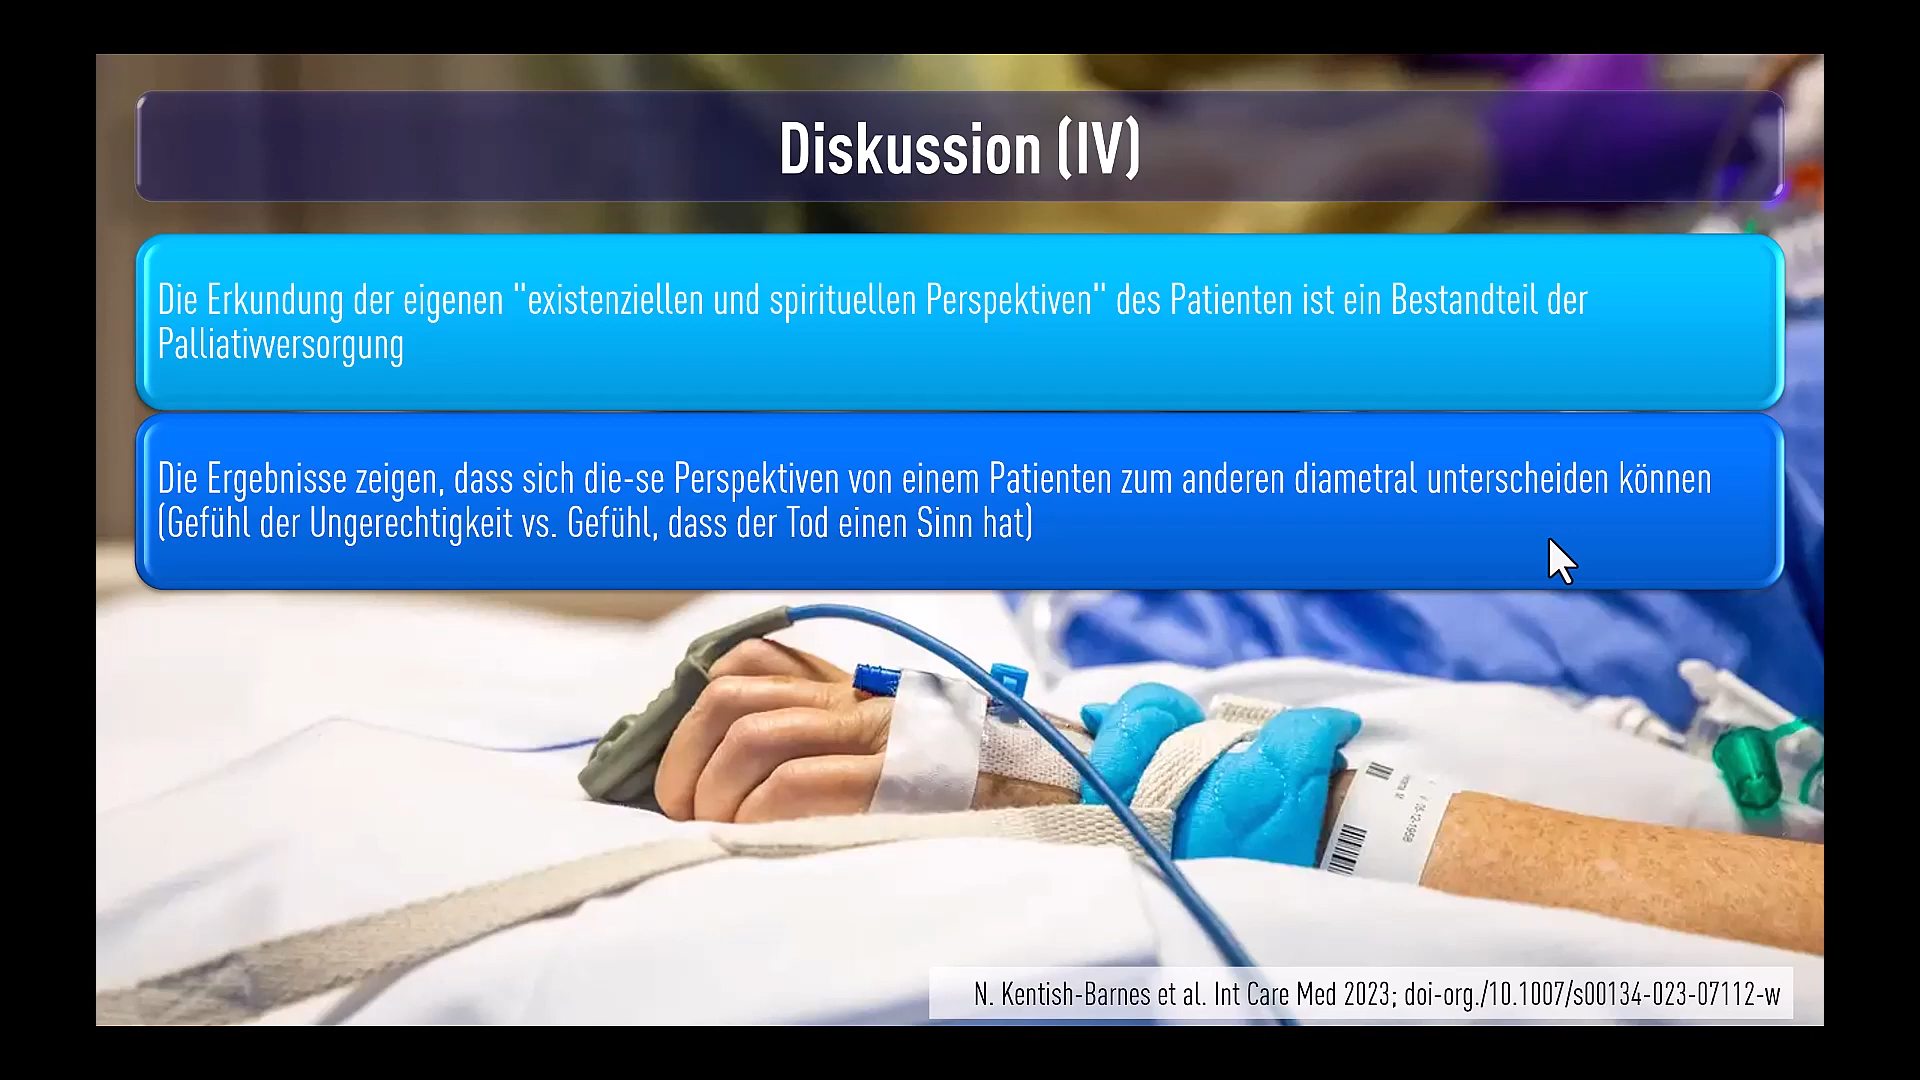 Diskussion (IV)
Die Erkundung der eigenen "existenziellen und spirituellen Perspektiven" des Patienten ist ein Bestandteil der
Palliativversorgung
Die Ergebnisse zeigen, dass sich die-se Perspektiven von einem Patienten zum anderen diametral unterscheiden können
(Gefühl der Ungerechtigkeit vs. Gefühl, dass der Tod einen Sinn hat)
N. Kentish-Barnes et al. Int Care Med 2023; doi-org./10.1007/s00134-023-07112-w